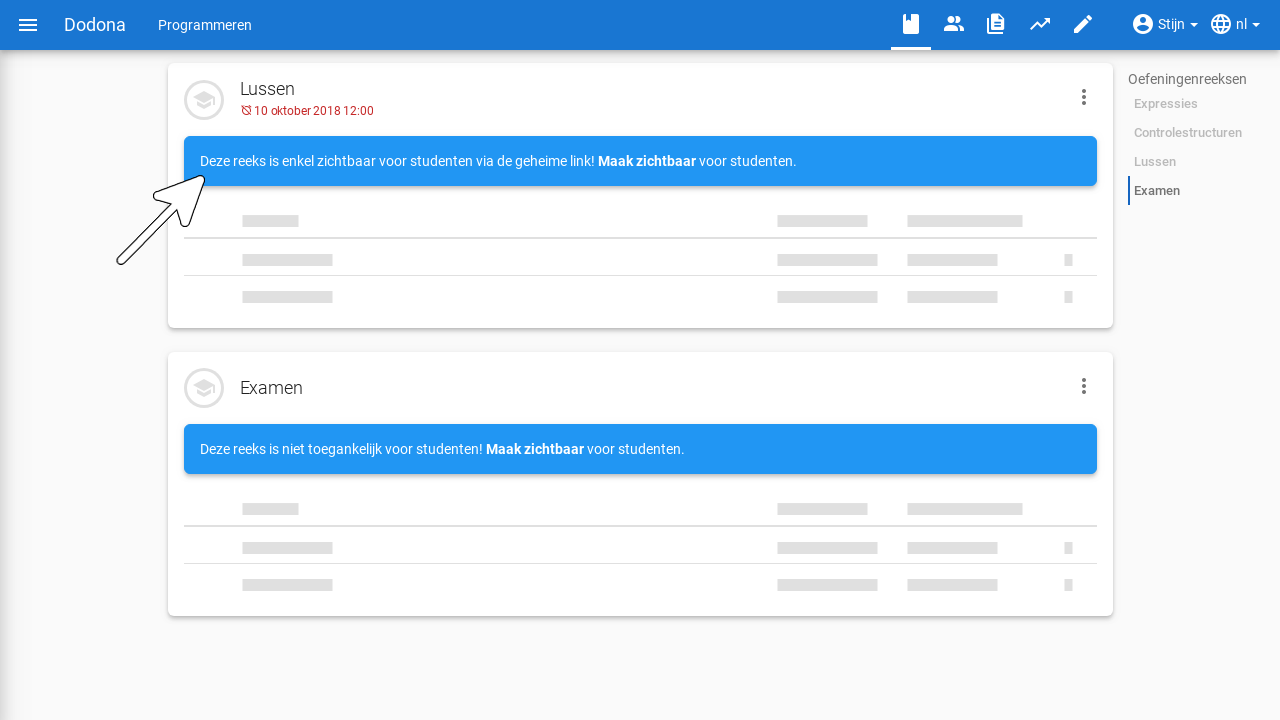 Dodona Programmeren Stijn nl
Lussen
10 oktober 2018 12:00
Deze reeks is enkel zichtbaar voor studenten via de geheime link! Maak zichtbaar voor studenten.
Examen
Deze reeks is niet toegankelijk voor studenten! Maak zichtbaar voor studenten.
Oefeningenreeksen
Expressies
Controlestructuren
Lussen
Examen